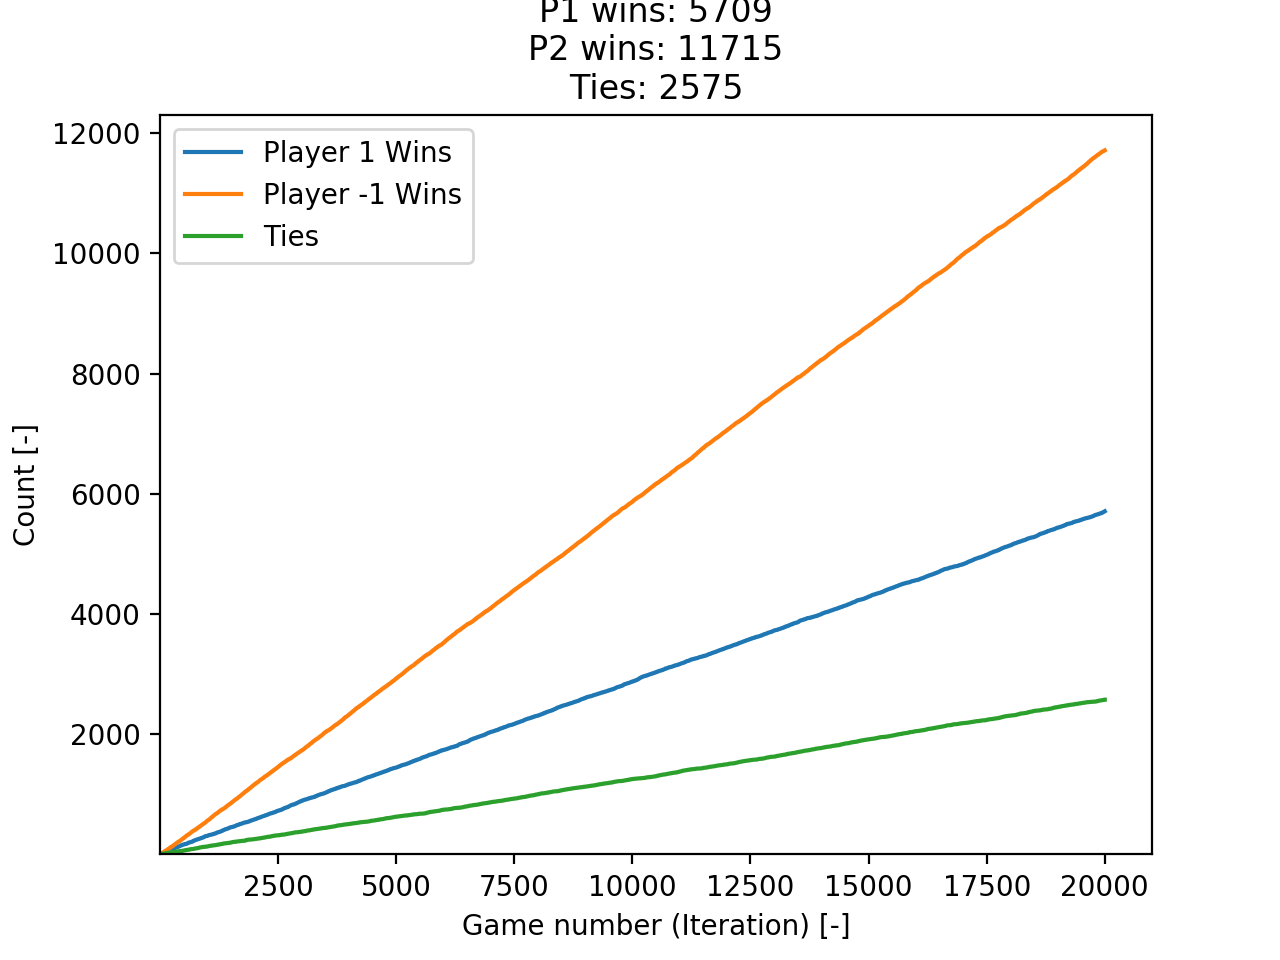 P1 wins: 5709
P2 wins: 11715
Ties: 2575
12000
10000
8000
6000
4000
2000
Count [-]
Player 1 Wins
Player -1 Wins
Ties
2500 5000 7500 10000 12500 15000 17500 20000
Game number (Iteration) [-]